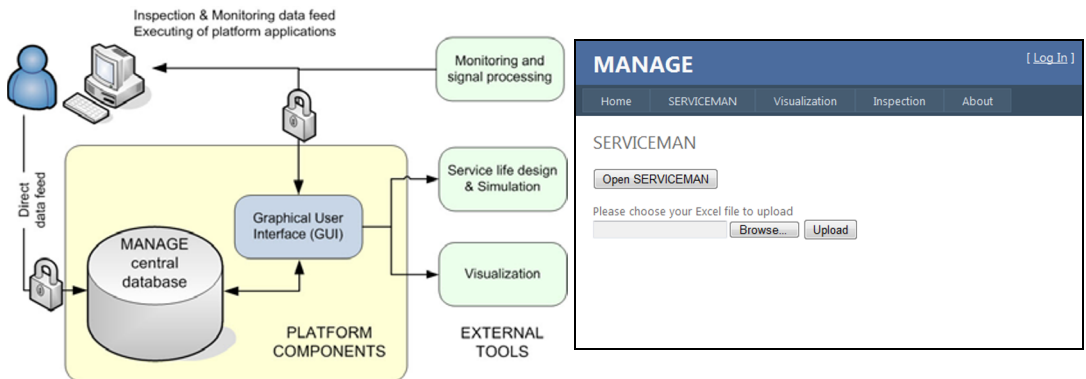 Inspection & Monitoring data feed
Executing of platform applications
Monitoring and
signal processing
Direct
data feed
Service life design
& Simulation
Graphical User
Interface (GUI)
MANAGE
central
database
Visualization
PLATFORM
COMPONENTS
EXTERNAL
TOOLS
MANAGE
[ Log In ]
Home SERVICEMAN Visualization Inspection About
SERVICEMAN
Open SERVICEMAN
Please choose your Excel file to upload
Browse... Upload